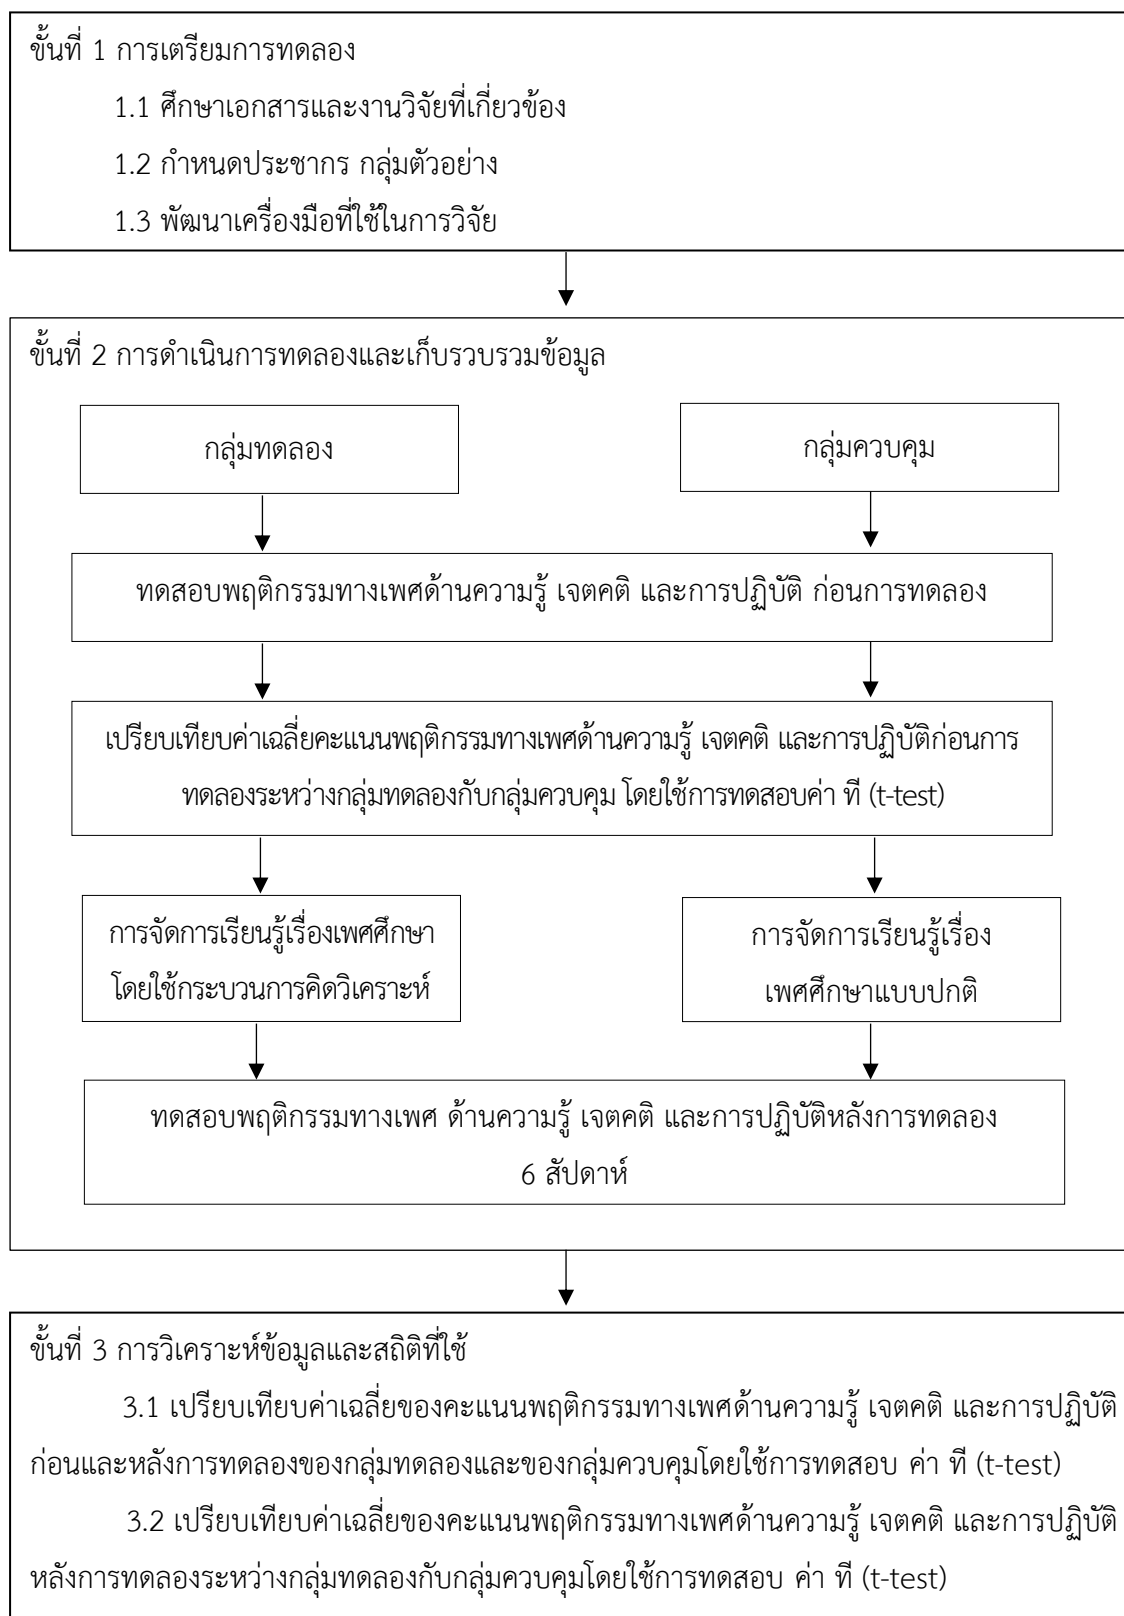 ขั้นที่ 1 การเตรียมการทดลอง
1.1 ศึกษาเอกสารและงานวิจัยที่เกี่ยวข้อง
1.2 กำหนดประชากร กลุ่มตัวอย่าง
1.3 พัฒนาเครื่องมือที่ใช้ในการวิจัย
ขั้นที่ 2 การดำเนินการทดลองและเก็บรวบรวมข้อมูล
กลุ่มทดลอง
กลุ่มควบคุม
ทดสอบพฤติกรรมทางเพศด้านความรู้ เจตคติ และการปฏิบัติ ก่อนการทดลอง
เปรียบเทียบค่าเฉลี่ยคะแนนพฤติกรรมทางเพศด้านความรู้ เจตคติ และการปฏิบัติก่อนการ
ทดลองระหว่างกลุ่มทดลองกับกลุ่มควบคุม โดยใช้การทดสอบค่า ที (t-test)
การจัดการเรียนรู้เรื่องเพศศึกษา
โดยใช้กระบวนการคิดวิเคราะห์
การจัดการเรียนรู้เรื่อง
เพศศึกษาแบบปกติ
ทดสอบพฤติกรรมทางเพศ ด้านความรู้ เจตคติ และการปฏิบัติหลังการทดลอง
6 สัปดาห์
ขั้นที่ 3 การวิเคราะห์ข้อมูลและสถิติที่ใช้
3.1 เปรียบเทียบค่าเฉลี่ยของคะแนนพฤติกรรมทางเพศด้านความรู้ เจตคติ และการปฏิบัติ
ก่อนและหลังการทดลองของกลุ่มทดลองและของกลุ่มควบคุมโดยใช้การทดสอบ ค่า ที (t-test)
3.2 เปรียบเทียบค่าเฉลี่ยของคะแนนพฤติกรรมทางเพศด้านความรู้ เจตคติ และการปฏิบัติ
หลังการทดลองระหว่างกลุ่มทดลองกับกลุ่มควบคุมโดยใช้การทดสอบ ค่า ที (t-test)